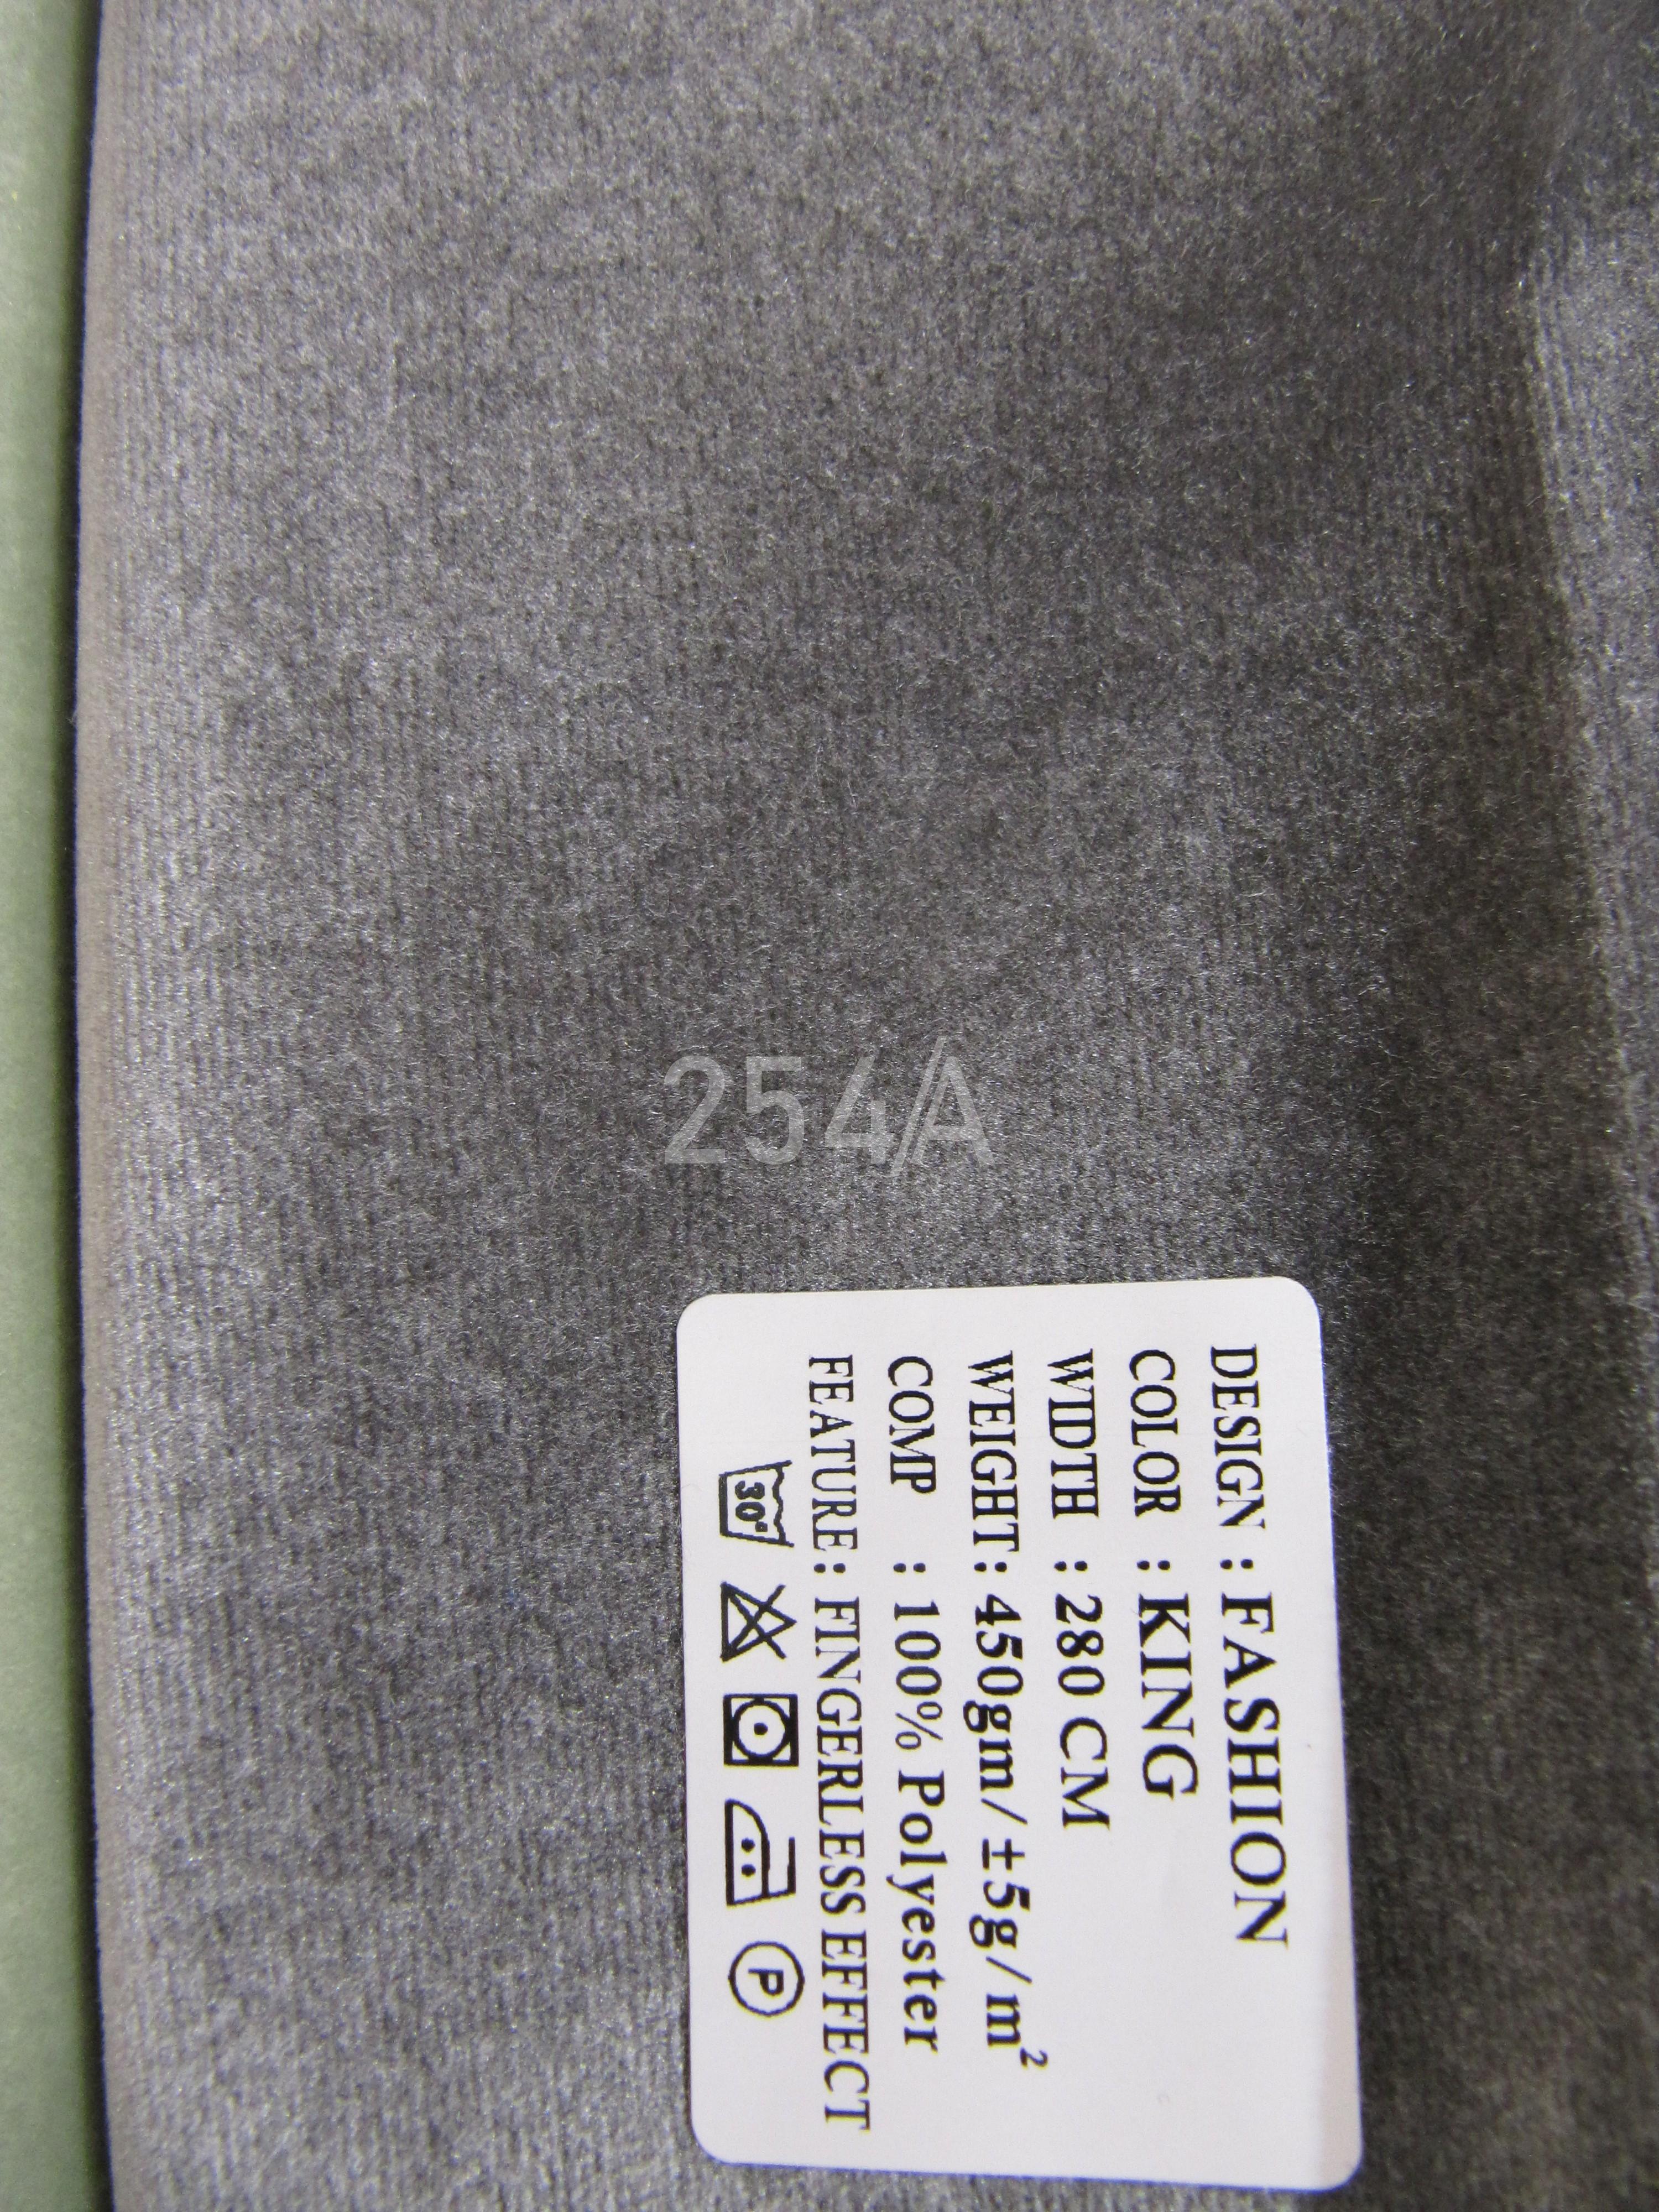 254/A
DESIGN : FASHION
COLOR : KING
WIDTH : 280 CM
WEIGHT: 450gm/±5g/m²
COMP : 100% Polyester
FEATURE: FINGERLESS EFFECT
30° P